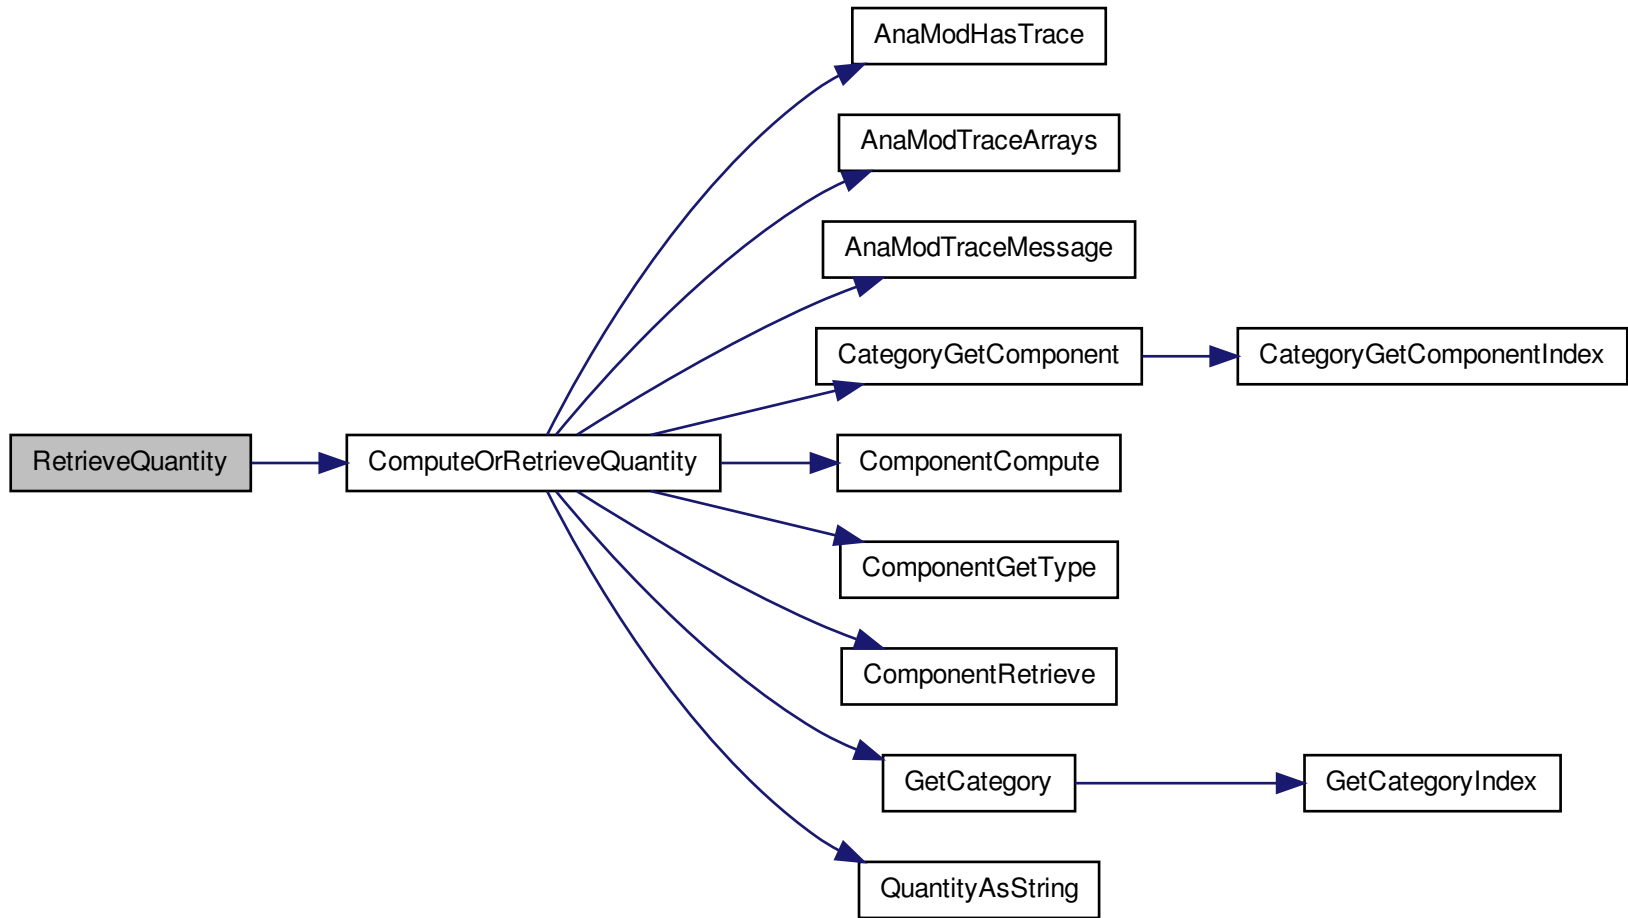 AnaModHasTrace
AnaModTraceArrays
AnaModTraceMessage
CategoryGetComponent
CategoryGetComponentIndex
RetrieveQuantity
ComputeOrRetrieveQuantity
ComponentCompute
ComponentGetType
ComponentRetrieve
GetCategory
GetCategoryIndex
QuantityAsString